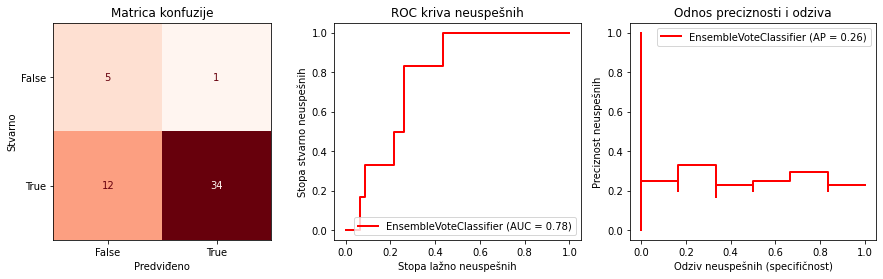 Matrica konfuzije
False
True
Stvarno
5
1
12
34
False
True
Predviđeno
ROC kriva neuspešnih
Stopa stvarno neuspešnih
1.0
0.8
0.6
0.4
0.2
0.0
EnsembleVoteClassifier (AUC = 0.78)
0.0
0.2
0.4
0.6
0.8
1.0
Stopa lažno neuspešnih
Odnos preciznosti i odziva
EnsembleVoteClassifier (AP = 0.26)
Preciznost neuspešnih
1.0
0.8
0.6
0.4
0.2
0.0
0.0
0.2
0.4
0.6
0.8
1.0
Odziv neuspešnih (specifičnost)